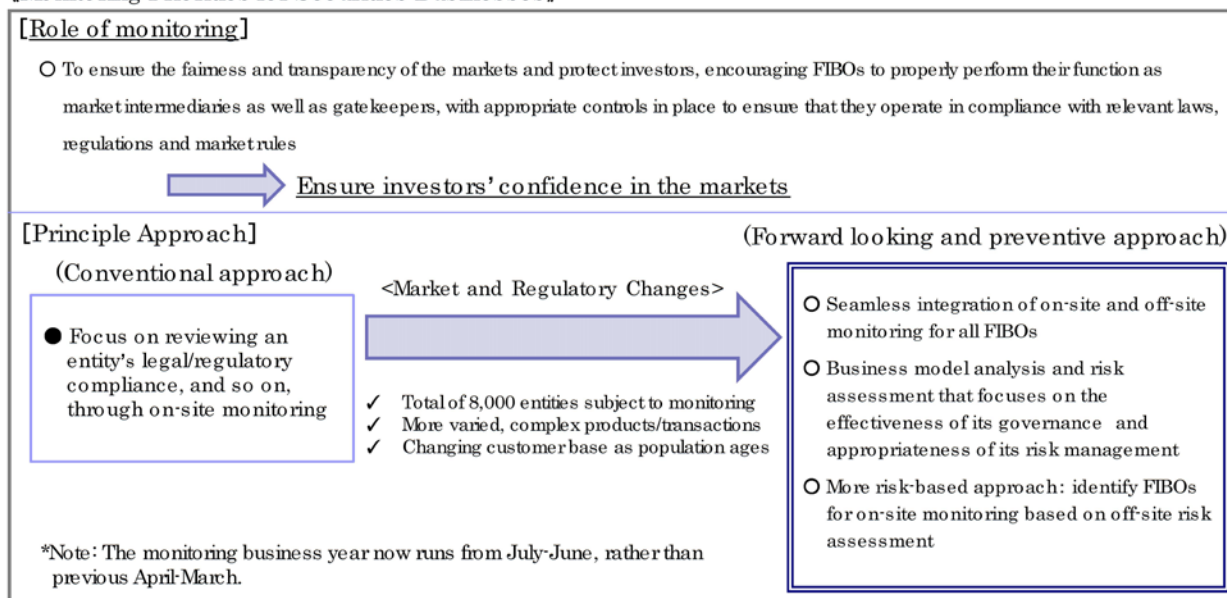 [Role of monitoring]
○ To ensure the fairness and transparency of the markets and protect investors, encouraging FIBOs to properly perform their function as
market intermediaries as well as gatekeepers, with appropriate controls in place to ensure that they operate in compliance with relevant laws,
regulations and market rules
Ensure investors' confidence in the markets
[Principle Approach]
(Conventional approach)
● Focus on reviewing an
entity's legal/regulatory
compliance, and so on,
through on-site monitoring
<Market and Regulatory Changes>
✓ Total of 8,000 entities subject to monitoring
✓ More varied, complex products/transactions
✓ Changing customer base as population ages
(Forward looking and preventive approach)
○ Seamless integration of on-site and off-site
monitoring for all FIBOs
○ Business model analysis and risk
assessment that focuses on the
effectiveness of its governance and
appropriateness of its risk management
○ More risk-based approach: identify FIBOs
for on-site monitoring based on off-site risk
assessment
*Note: The monitoring business year now runs from July-June, rather than
previous April-March.